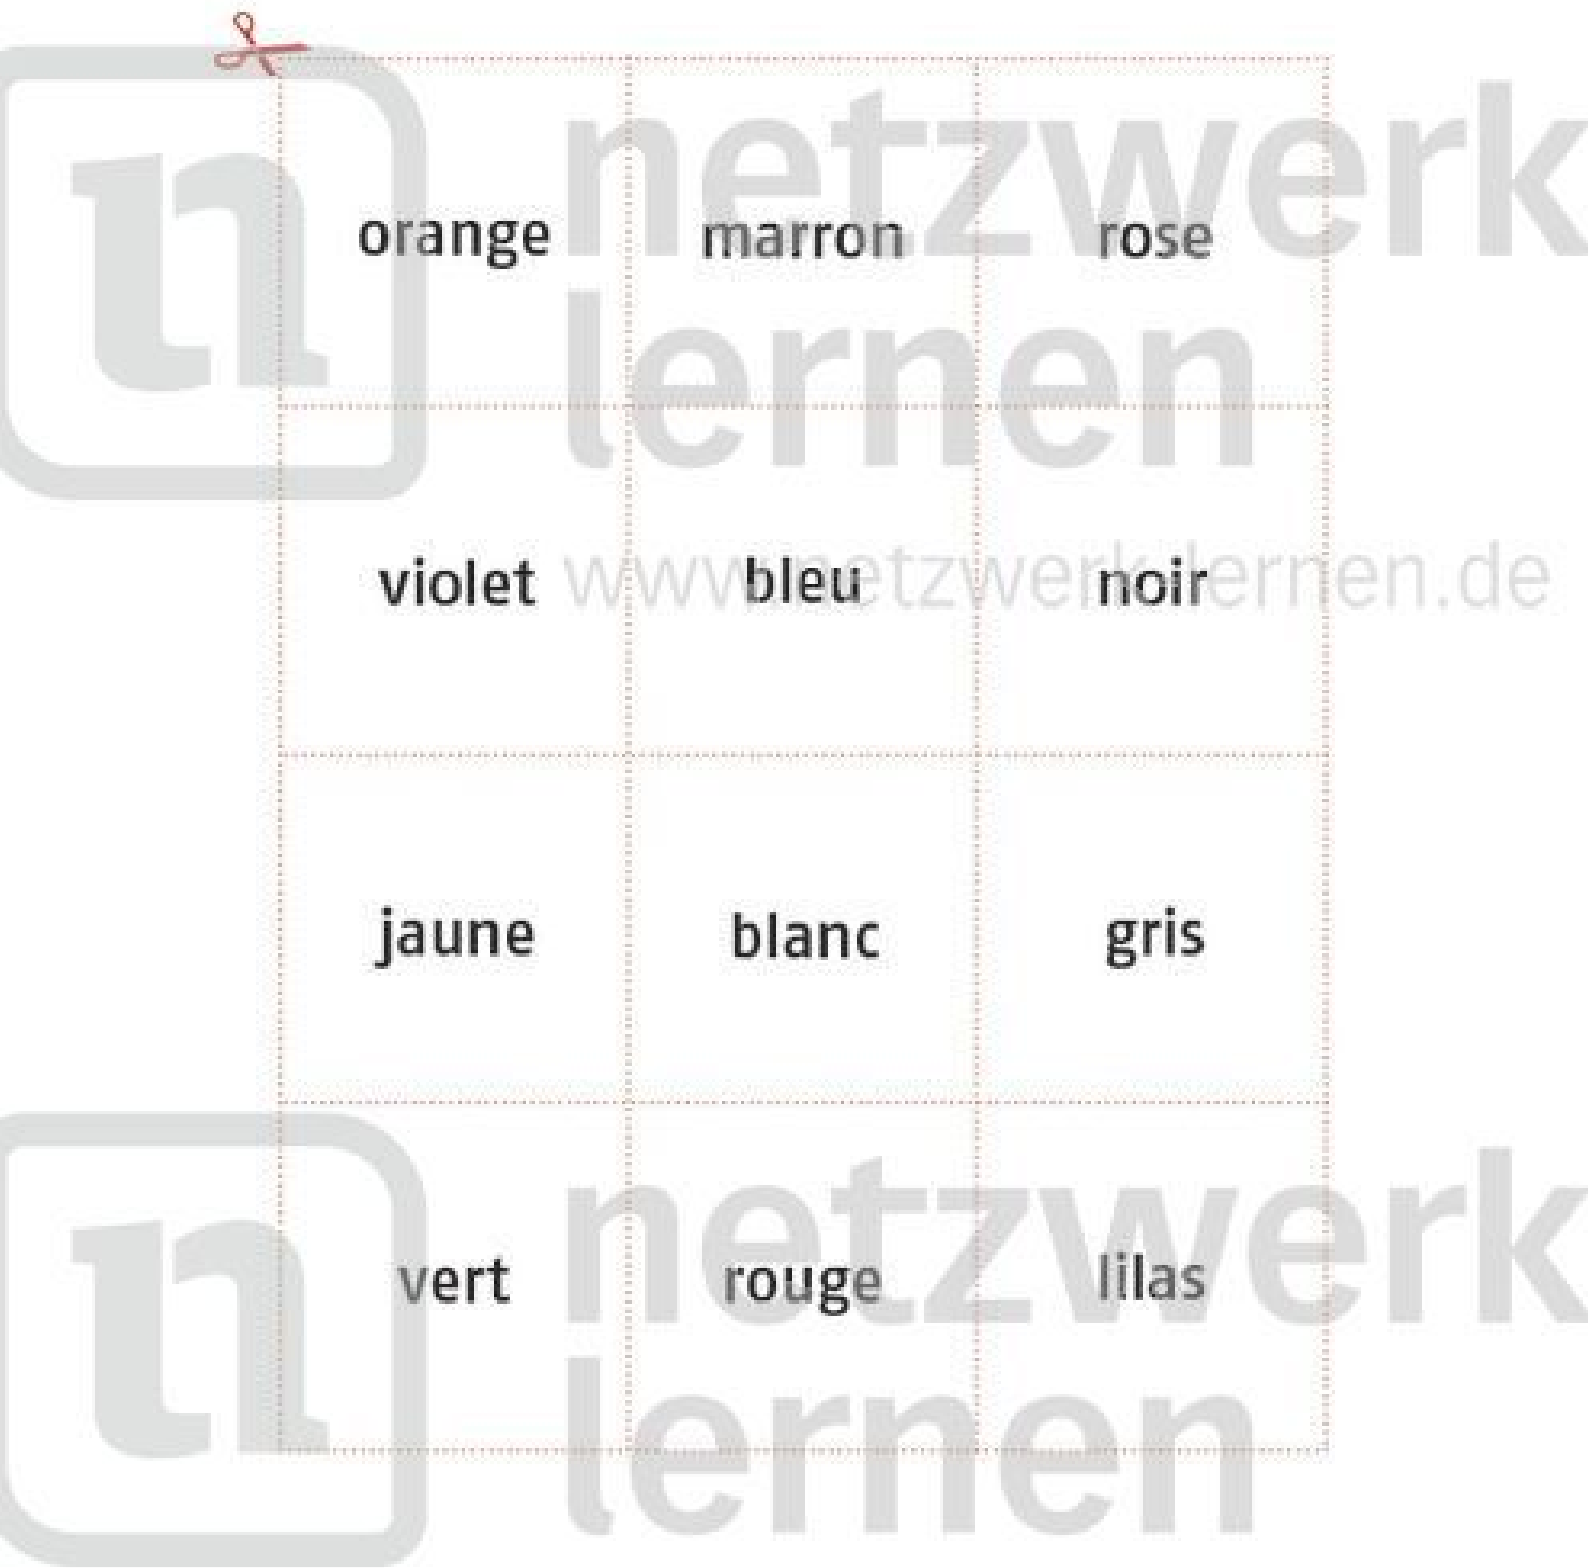 netzwerk
orange marron rose
lernen
violet bleu noir
www.netzwerk-lernen.de
jaune blanc gris
netzwerk
vert rouge lilas
lernen